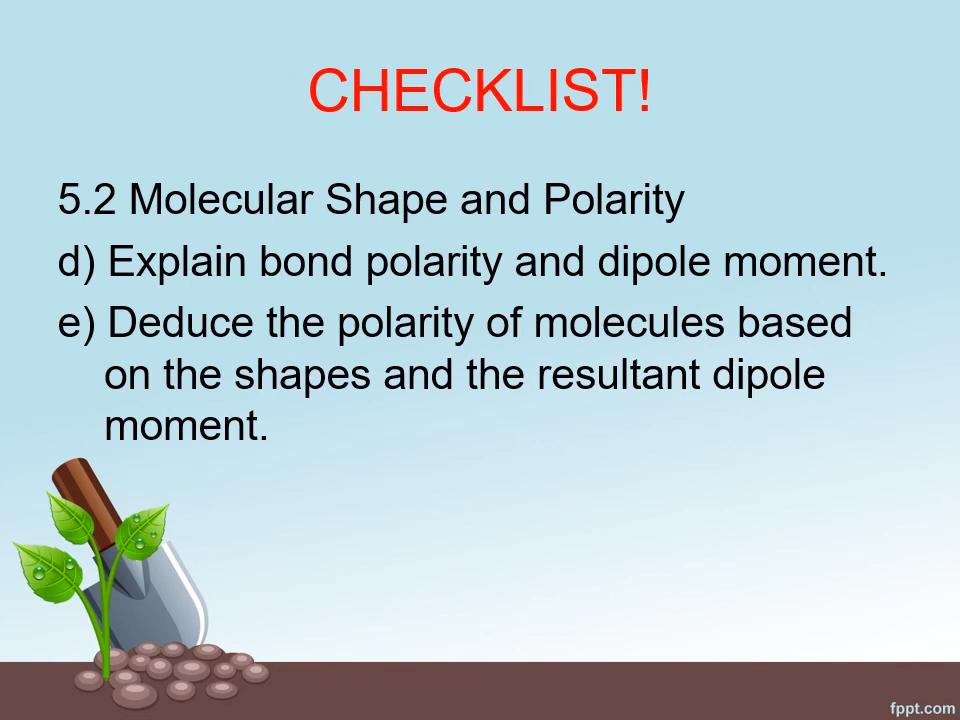 CHECKLIST!
5.2 Molecular Shape and Polarity
d) Explain bond polarity and dipole moment.
e) Deduce the polarity of molecules based
on the shapes and the resultant dipole
moment.
fppt.com